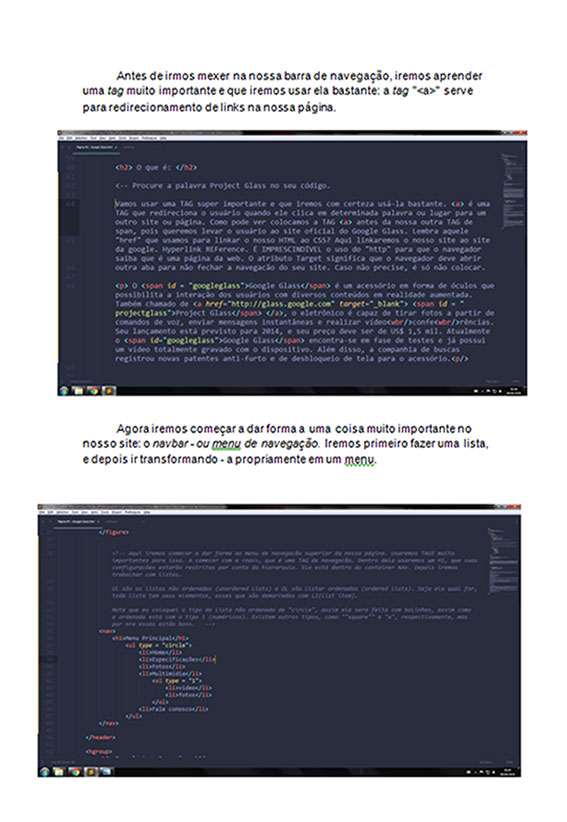 Antes de irmos mexer na nossa barra de navegação, iremos aprender
uma tag muito importante e que iremos usar ela bastante: a tag "<a>" serve
para redirecionamento de links na nossa página.
<h2> O que é: </h2>
<-- Procure a palavra Project Glass no seu código.
Vamos usar uma TAG super importante e que iremos com certeza usá-la bastante. <a> é uma
TAG que redireciona o usuário quando ele clica em determinada palavra ou lugar para um
outro site ou página. Como pode ver colocamos a TAG <a> antes da nossa outra TAG de
span, pois queremos levar o usuário ao site oficial do Google Glass. Lembra aquele
"href" que usamos para linkar o nosso HTML ao CSS? Aqui linkaremos o nosso site ao site
da google. Hyperlink REFerence. É IMPRESCINDÍVEL o uso do "http" para que o navegador
saiba que é uma página da web. O atributo Target significa que o navegador deve abrir
outra aba para não fechar a navegacão do seu site. Caso não precise, é só não colocar.
<p> O <span id = "googleglass">Google Glass</span> é um acessório em forma de óculos que
possibilita a interação dos usuários com diversos conteúdos em realidade aumentada.
Também chamado de <a href="http://glass.google.com" target="_blank"> <span id =
"projectglass">Project Glass</span> </a>, o eletrônico é capaz de tirar fotos a partir de
comandos de voz, enviar mensagens instantâneas e realizar vídeo<wbr/>confe<wbr/>rências.
Seu lançamento está previsto para 2014, e seu preço deve ser de US$ 1,5 mil. Atualmente
o <span id="googleglass">Google Glass</span> encontra-se em fase de testes e já possui
um vídeo totalmente gravado com o dispositivo. Além disso, a companhia de buscas
registrou novas patentes anti-furto e de desbloqueio de tela para o acessório.<p/>
Agora iremos começar a dar forma a uma coisa muito importante no
nosso site: o navbar - ou menu de navegação. Iremos primeiro fazer uma lista,
e depois ir transformando - a propriamente em um menu.
</figure>
<!-- Aqui iremos começar a dar forma ao menu de navegação superior da nossa página. Usaremos TAGS muito
importantes para isso. A começar com a <nav>, que é uma TAG de navegação. Dentro dela usaremos um H1, que suas
configurações estarão restritas por conta da hierarquia. Ele está dentro do container NAV. Depois iremos
trabalhar com listas.
UL são as listas não ordenadas (unordered lists) e OL são listas ordenadas (ordered lists). Seja ela qual for,
toda lista tem seus elementos, esses que são demarcados com LI(list item).
Note que eu coloquei o tipo da lista não ordenada de "circle", assim ela será feita com bolinhas, assim como
a ordenada está com o tipo 1 (numérico). Existem outros tipos, como ""square"" e "a", respectivamente, mas
por ora esses estão bons. -->
<nav>
<h1>Menu Principal</h1>
<ul type = "circle">
<li>Home</li>
<li>Especificações</li>
<li>Fotos</li>
<li>Multimídia</li>
<ul type = "1">
<li>vídeo</li>
<li>fotos</li>
</ul>
<li>Fale conosco</li>
</ul>
</nav>
</header>
<hgroup>